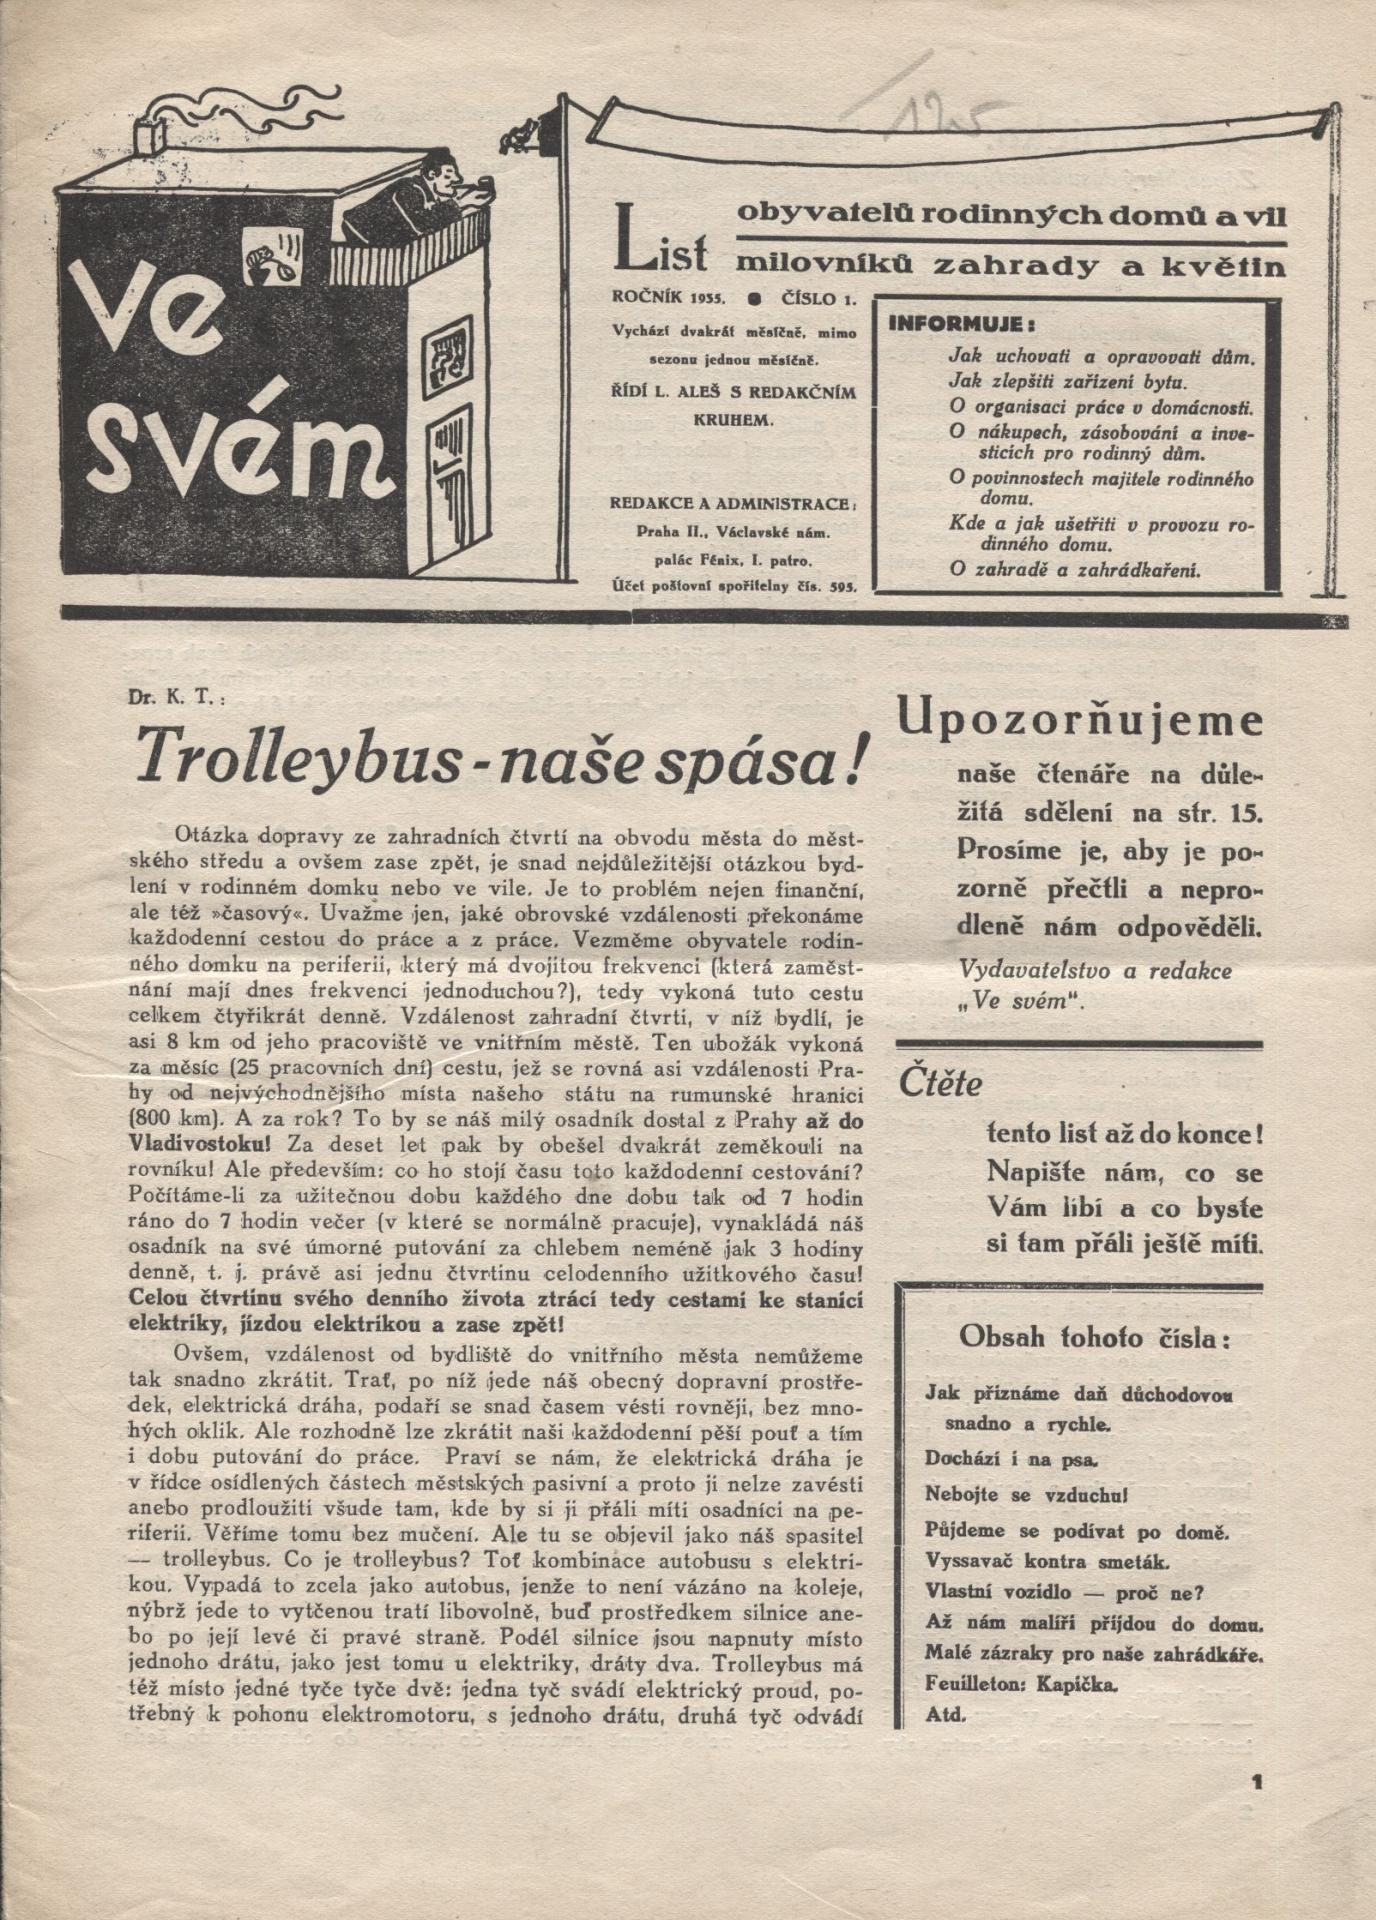 Ve
svém
List
obyvatelů rodinných domů a vil
milovníků zahrady a květin
ROČNÍK 1935. ● ČÍSLO 1.
Vychází dvakrát měsíčně, mimo
sezonu jednou měsíčně.
ŘÍDÍ L. ALEŠ S REDAKČNÍM
KRUHEM.
REDAKCE A ADMINISTRACE:
Praha II., Václavské nám.
palác Fénix, I. patro.
Účet poštovní spořitelny čís. 595.
INFORMUJE:
Jak uchovati a opravovati dům.
Jak zlepšiti zařízení bytu.
O organisaci práce v domácnosti.
O nákupech, zásobování a inve-
sticích pro rodinný dům.
O povinnostech majitele rodinného
domu.
Kde a jak ušetřiti v provozu ro-
dinného domu.
O zahradě a zahrádkaření.
Dr. K. T.:
Trolleybus - naše spása!
Otázka dopravy ze zahradních čtvrtí na obvodu města do měst-
ského středu a ovšem zase zpět, je snad nejdůležitější otázkou byd-
lení v rodinném domku nebo ve vile. Je to problém nejen finanční,
ale též »časový«. Uvažme jen, jaké obrovské vzdálenosti překonáme
každodenní cestou do práce a z práce. Vezměme obyvatele rodin-
ného domku na periferii, který má dvojitou frekvenci (která zaměst-
nání mají dnes frekvenci jednoduchou?), tedy vykoná tuto cestu
celkem čtyřikrát denně. Vzdálenost zahradní čtvrti, v níž bydlí, je
asi 8 km od jeho pracoviště ve vnitřním městě. Ten ubožák vykoná
za měsíc (25 pracovních dní) cestu, jež se rovná asi vzdálenosti Pra-
hy od nejvýchodnějšího místa našeho státu na rumunské hranici
(800 km). A za rok? To by se náš milý osadník dostal z Prahy až do
Vladivostoku! Za deset let pak by obešel dvakrát zeměkouli na
rovníku! Ale především: co ho stojí času toto každodenní cestování?
Počítáme-li za užitečnou dobu každého dne dobu tak od 7 hodin
ráno do 7 hodin večer (v které se normálně pracuje), vynakládá náš
osadník na své úmorné putování za chlebem neméně jak 3 hodiny
denně, t. j. právě asi jednu čtvrtinu celodenního užitkového času!
Celou čtvrtinu svého denního života ztrácí tedy cestami ke stanici
elektriky, jízdou elektrikou a zase zpět!
Ovšem, vzdálenost od bydliště do vnitřního města nemůžeme
tak snadno zkrátit. Trať, po níž jede náš obecný dopravní prostře-
dek, elektrická dráha, podaří se snad časem vésti rovněji, bez mno-
hých oklik. Ale rozhodně lze zkrátit naši každodenní pěší pouť a tím
i dobu putování do práce. Praví se nám, že elektrická dráha je
v řídce osídlených částech městských pasivní a proto ji nelze zavésti
anebo prodloužiti všude tam, kde by si ji přáli míti osadníci na pe-
riferii. Věříme tomu bez mučení. Ale tu se objevil jako náš spasitel
— trolleybus. Co je trolleybus? Toť kombinace autobusu s elektri-
kou. Vypadá to zcela jako autobus, jenže to není vázáno na koleje,
nýbrž jede to vytčenou tratí libovolně, buď prostředkem silnice ane-
bo po její levé či pravé straně. Podél silnice jsou napnuty místo
jednoho drátu, jako jest tomu u elektriky, dráty dva. Trolleybus má
též místo jedné tyče tyče dvě: jedna tyč svádí elektrický proud, po-
třebný k pohonu elektromotoru, s jednoho drátu, druhá tyč odvádí
Upozorňujeme
naše čtenáře na důle-
žitá sdělení na str. 15.
Prosíme je, aby je po-
zorně přečtli a nepro-
dleně nám odpověděli.
Vydavatelstvo a redakce
„Ve svém".
Čtěte
tento list až do konce!
Napište nám, co se
Vám líbí a co byste
si tam přáli ještě míti.
Obsah tohoto čísla:
Jak přiznáme daň důchodovou
snadno a rychle.
Dochází i na psa.
Nebojte se vzduchu!
Půjdeme se podívat po domě.
Vyssavač kontra smeták.
Vlastní vozidlo — proč ne?
Až nám malíři přijdou do domu.
Malé zázraky pro naše zahrádkáře.
Feuilleton: Kapička.
Atd.
1